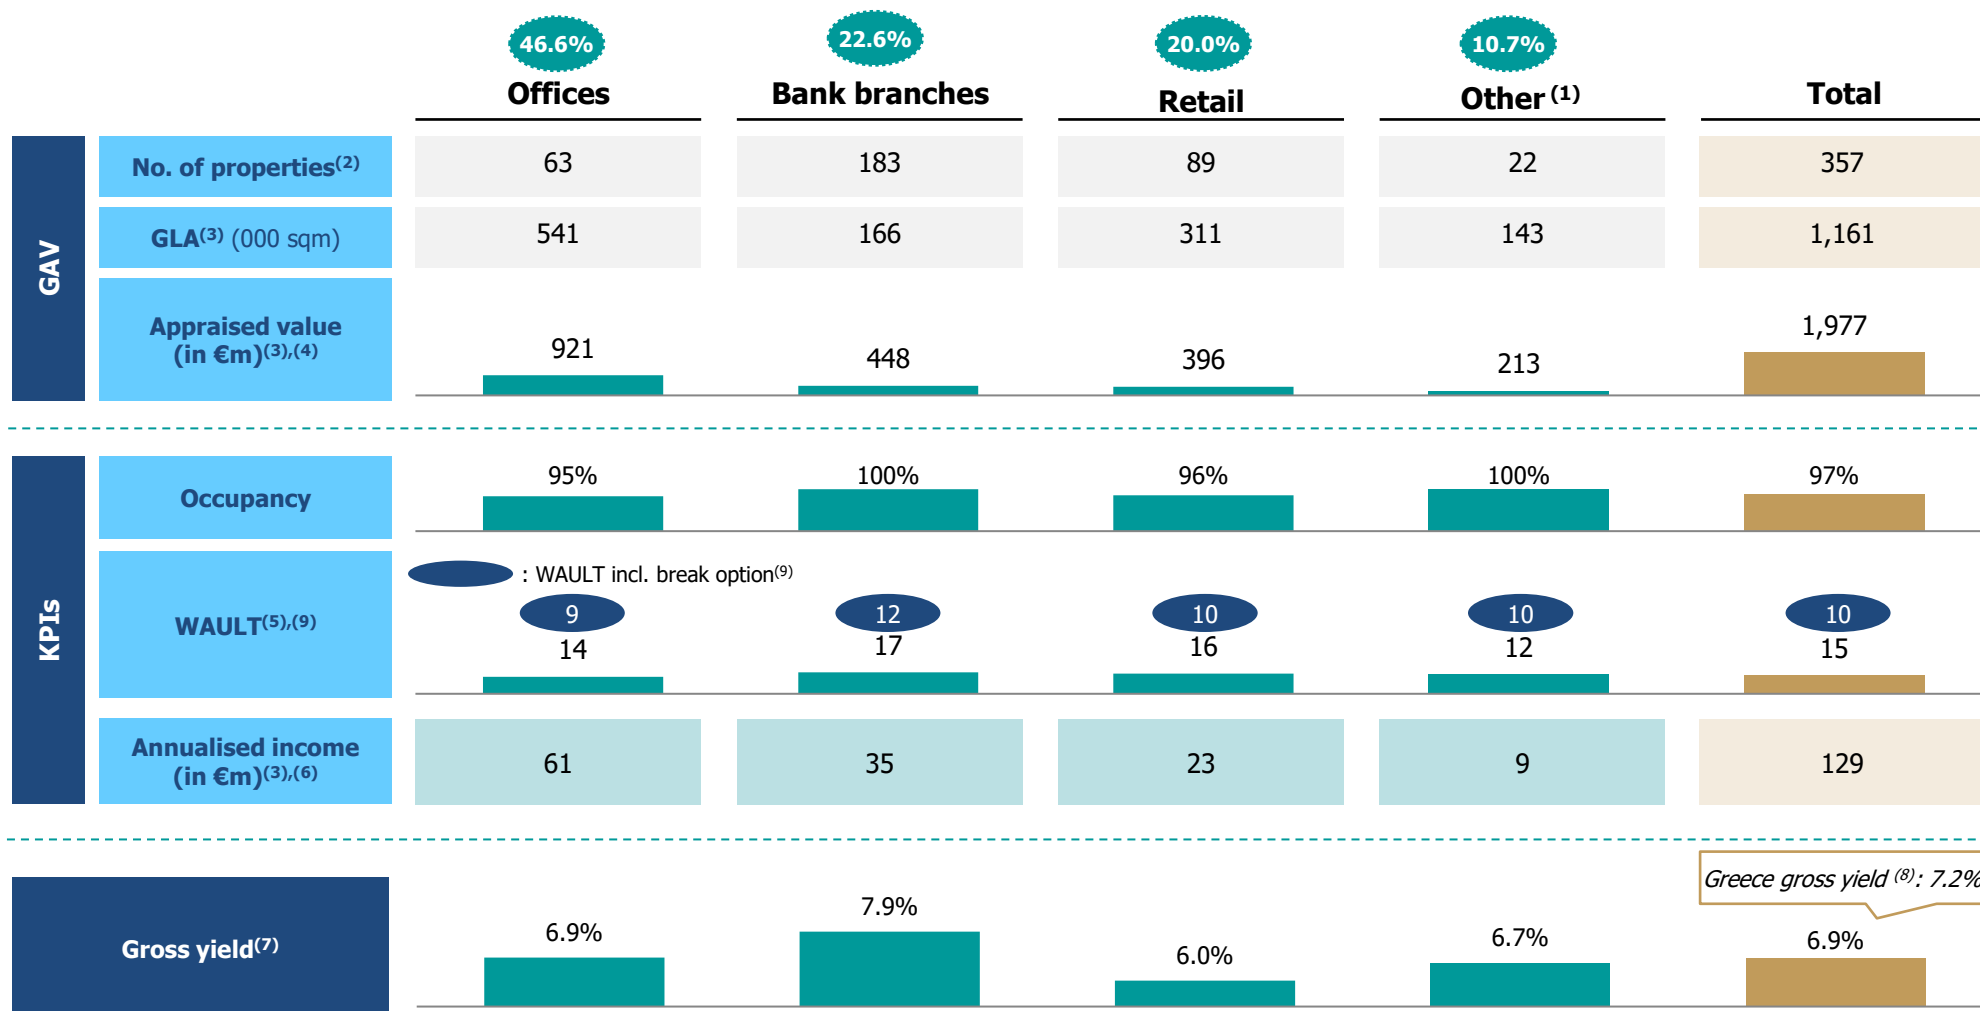 46.6% 22.6% 20.0% 10.7%
Offices Bank branches Retail Other (1) Total
GAV
No. of properties(2) 63 183 89 22 357
GLA(3) (000 sqm) 541 166 311 143 1,161
Appraised value
(in €m)(3),(4) 921 448 396 213 1,977
KPIs
Occupancy 95% 100% 96% 100% 97%
: WAULT incl. break option(9)
9 12 10 10 10
WAULT(5),(9) 14 17 16 12 15
Annualised income
(in €m)(3),(6) 61 35 23 9 129
Greece gross yield (8): 7.2%
Gross yield(7) 6.9% 7.9% 6.0% 6.7% 6.9%